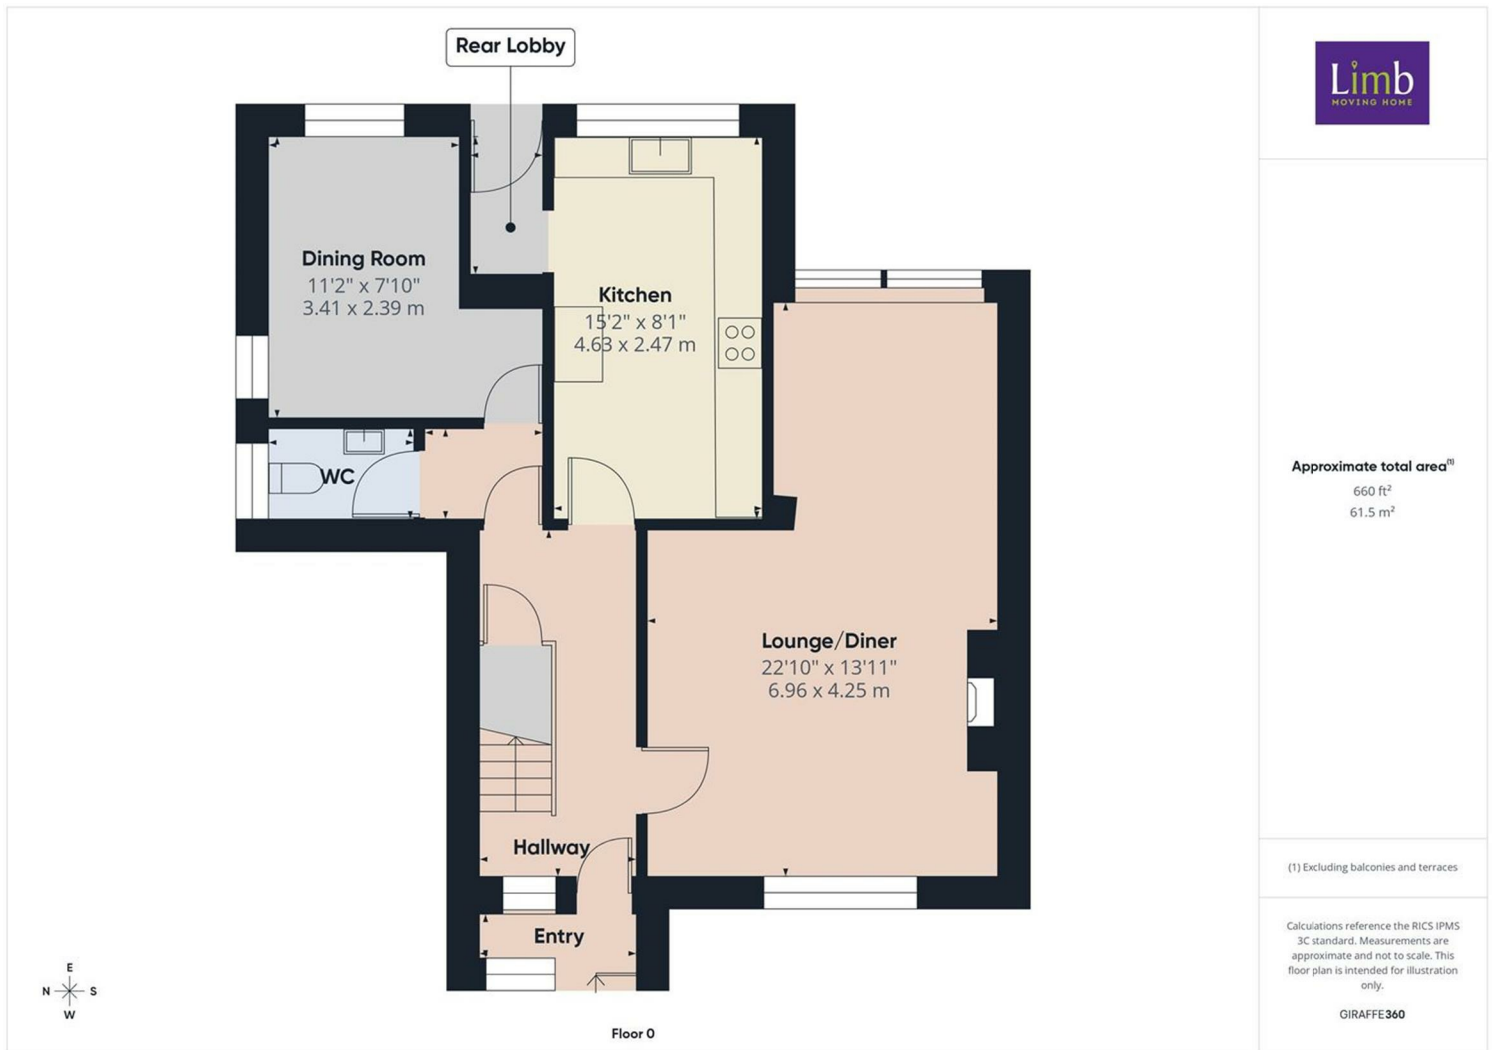 Rear Lobby
Limb
MOVING HOME
Dining Room
11'2" x 7'10"
3.41 x 2.39 m
Kitchen
15'2" x 8'1"
4.63 x 2.47 m
WC
Lounge/Diner
22'10" x 13'11"
6.96 x 4.25 m
Hallway
Entry
E
N S
W
Floor 0
Approximate total area(1)
660 ft²
61.5 m²
(1) Excluding balconies and terraces
Calculations reference the RICS IPMS
3C standard. Measurements are
approximate and not to scale. This
floor plan is intended for illustration
only.
GIRAFFE360